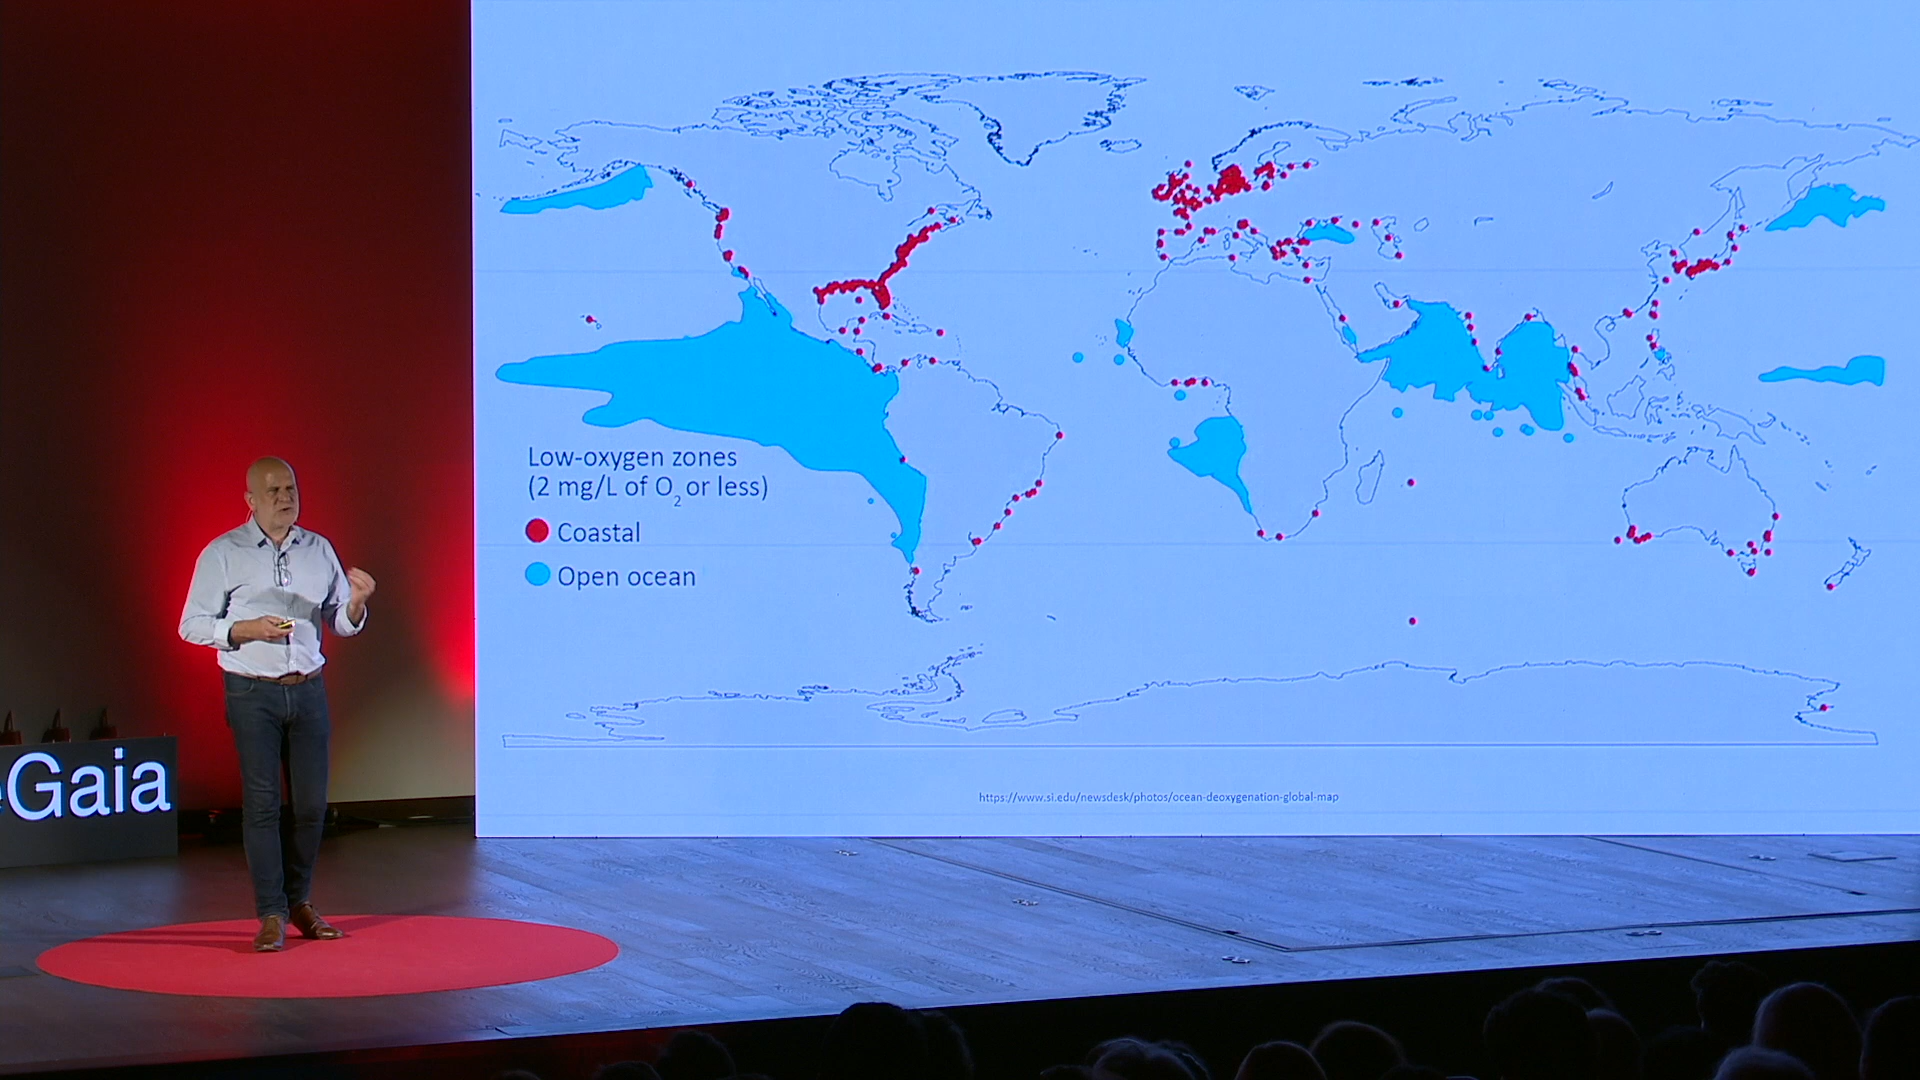 Low-oxygen zones
(2 mg/L of O2 or less)
Coastal
Open ocean
https://www.si.edu/newsdesk/photos/ocean-deoxygenation-global-map
eGaia